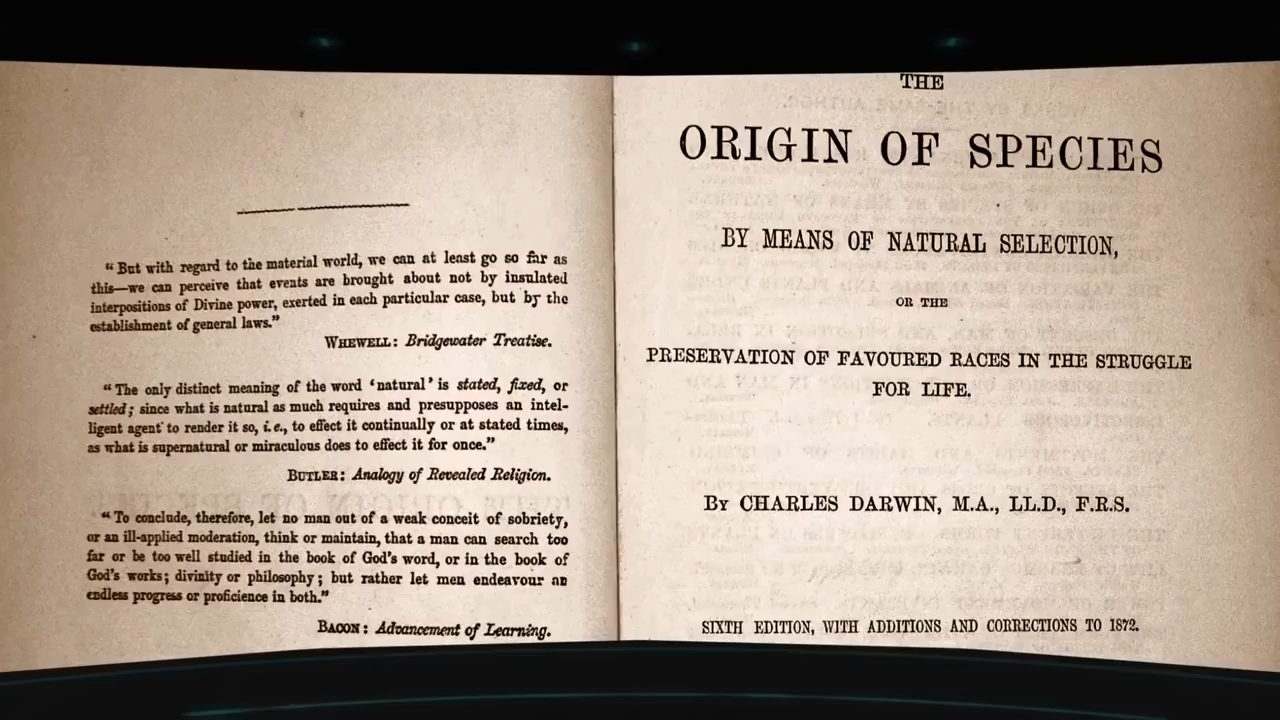 “But with regard to the material world, we can at least go so far as
this—we can perceive that events are brought about not by insulated
interpositions of Divine power, exerted in each particular case, but by the
establishment of general laws.”
WHEWELL: Bridgewater Treatise.
“The only distinct meaning of the word ‘natural’ is stated, fixed, or
settled; since what is natural as much requires and presupposes an intel-
ligent agent to render it so, i.e., to effect it continually or at stated times,
as what is supernatural or miraculous does to effect it for once.”
BUTLER: Analogy of Revealed Religion.
“To conclude, therefore, let no man out of a weak conceit of sobriety,
or an ill-applied moderation, think or maintain, that a man can search too
far or be too well studied in the book of God’s word, or in the book of
God’s works; divinity or philosophy; but rather let men endeavour an
endless progress or proficience in both.”
BACON: Advancement of Learning.
THE
ORIGIN OF SPECIES
BY MEANS OF NATURAL SELECTION,
OR THE
PRESERVATION OF FAVOURED RACES IN THE STRUGGLE
FOR LIFE.
By CHARLES DARWIN, M.A., LL.D., F.R.S.
SIXTH EDITION, WITH ADDITIONS AND CORRECTIONS TO 1872.